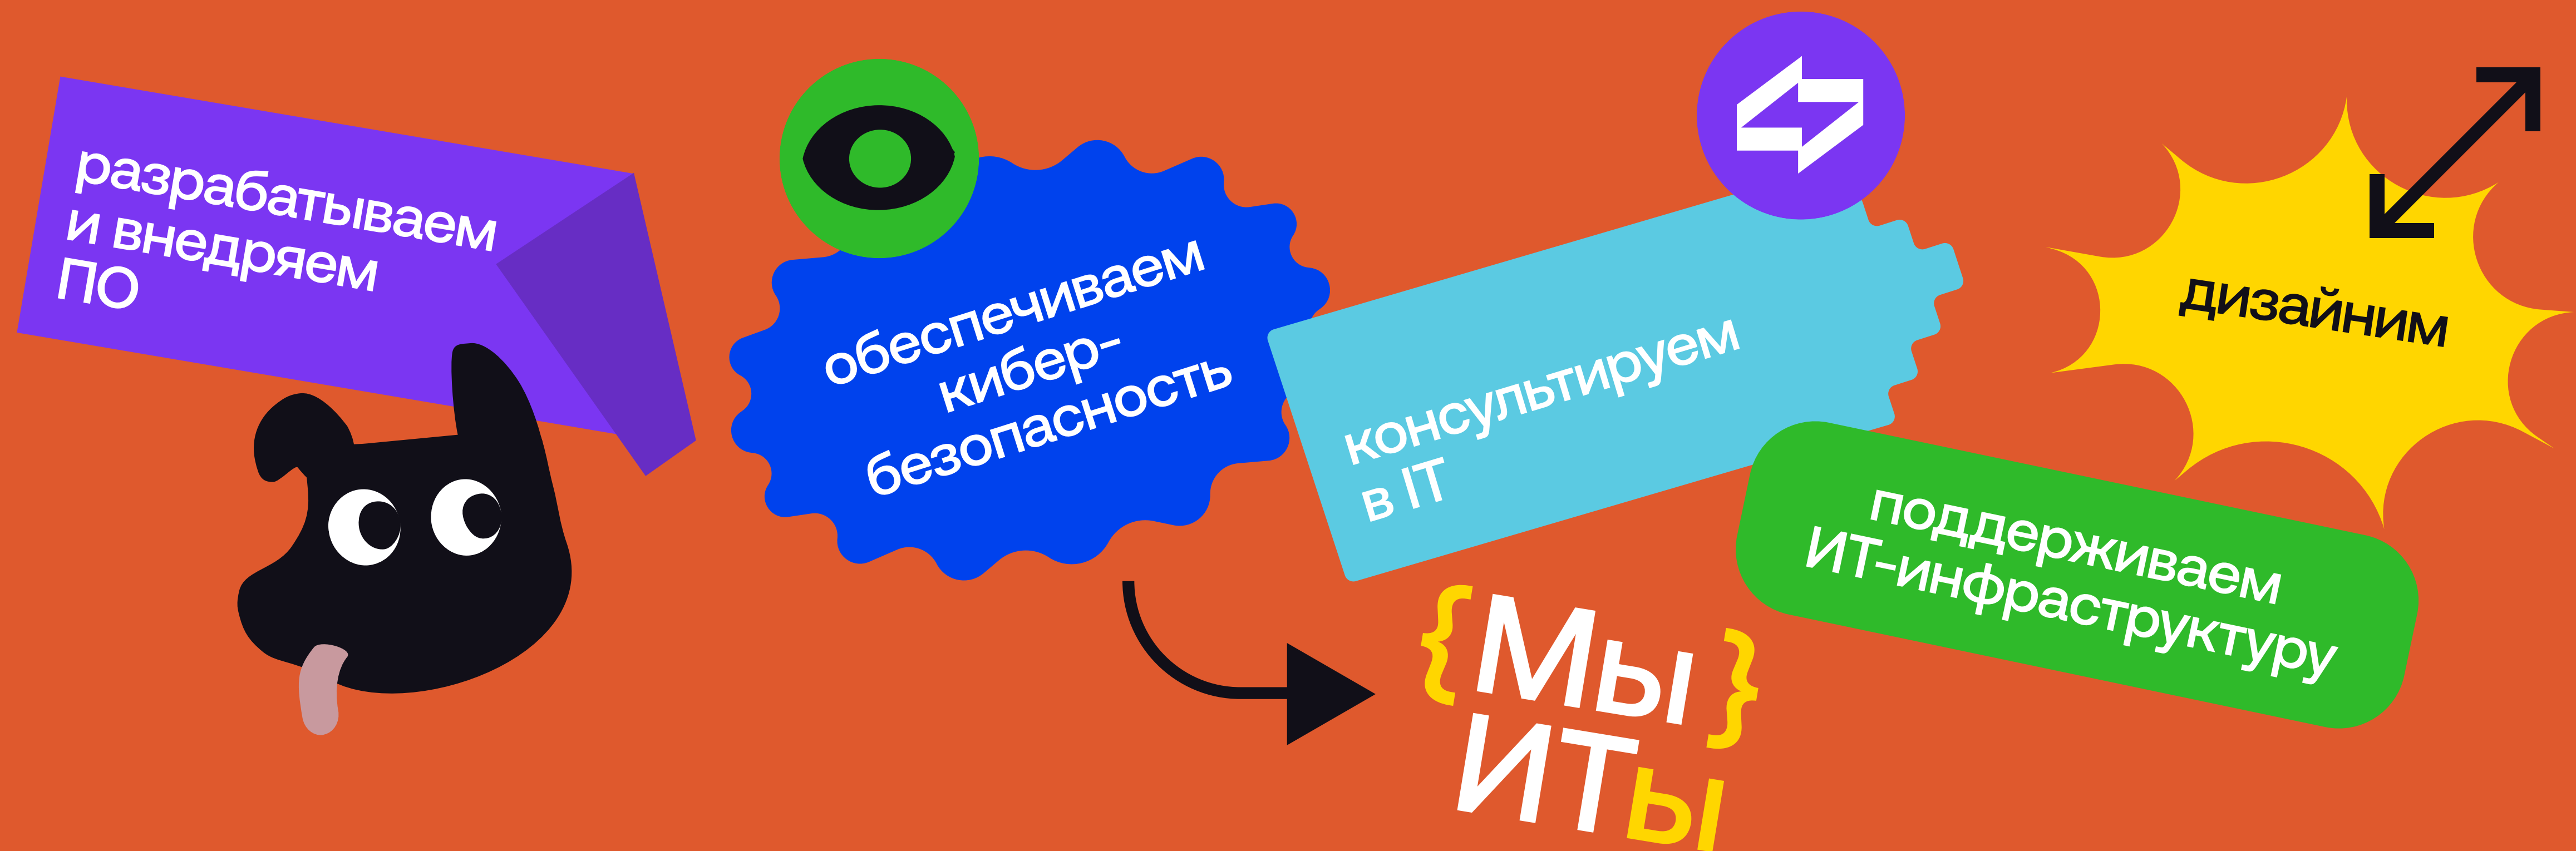 разрабатываем
и внедряем
ПО
обеспечиваем
кибер-
безопасность
консультируем
в IT
дизайним
поддерживаем
ИТ-инфраструктуру
{Мы}
ИТы